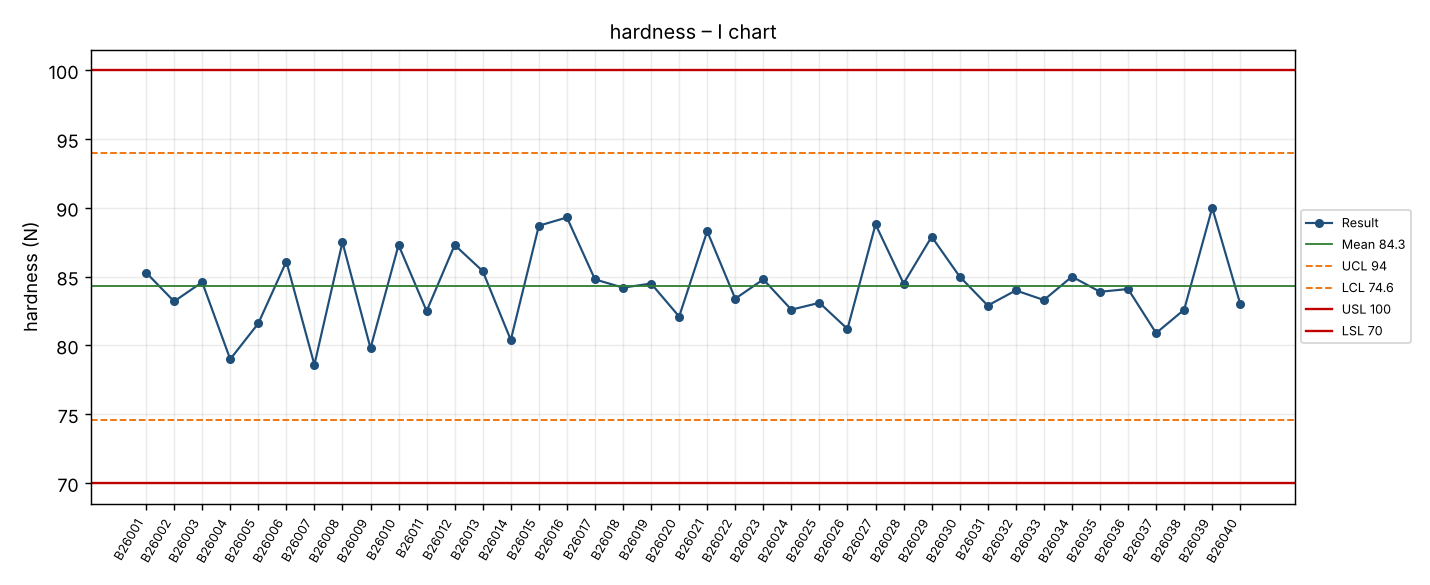 hardness – I chart
hardness (N)
100
95
90
85
80
75
70
B26001
B26002
B26003
B26004
B26005
B26006
B26007
B26008
B26009
B26010
B26011
B26012
B26013
B26014
B26015
B26016
B26017
B26018
B26019
B26020
B26021
B26022
B26023
B26024
B26025
B26026
B26027
B26028
B26029
B26030
B26031
B26032
B26033
B26034
B26035
B26036
B26037
B26038
B26039
B26040
Result
Mean 84.3
UCL 94
LCL 74.6
USL 100
LSL 70